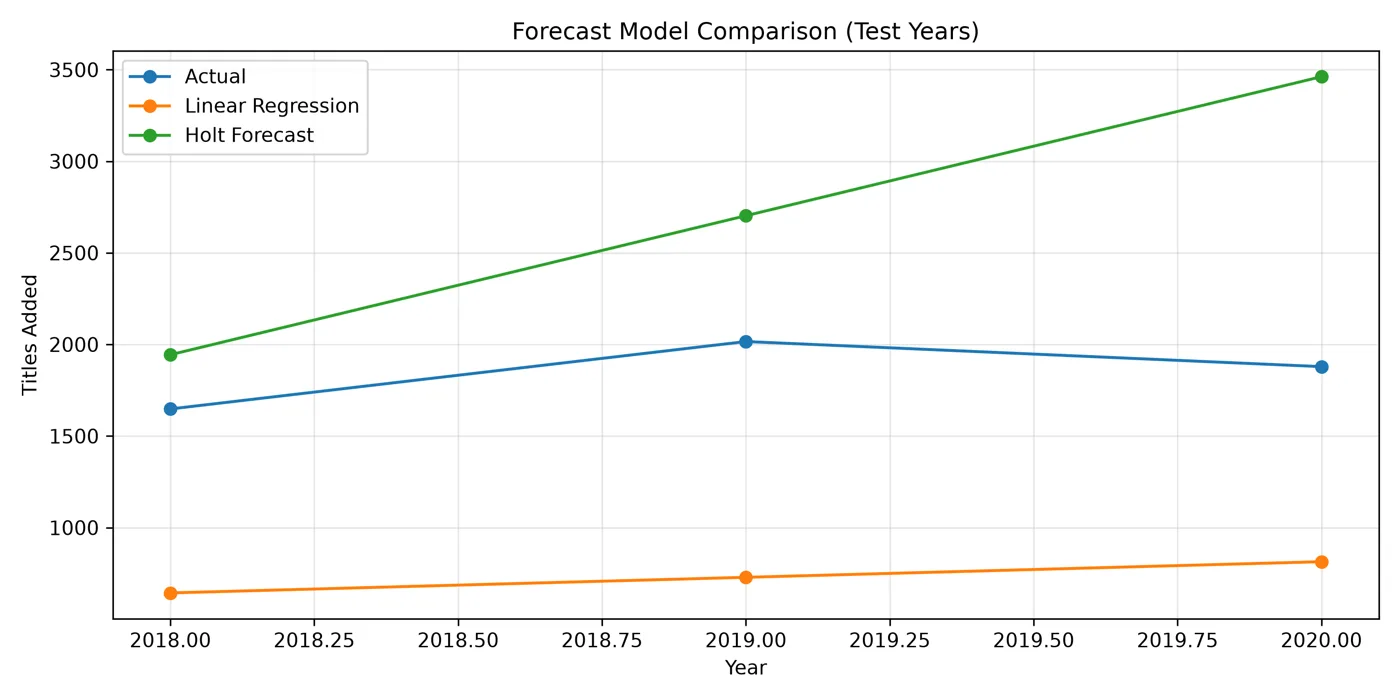 Forecast Model Comparison (Test Years)
Actual
Linear Regression
Holt Forecast
3500
3000
2500
2000
1500
1000
Titles Added
2018.00 2018.25 2018.50 2018.75 2019.00 2019.25 2019.50 2019.75 2020.00
Year